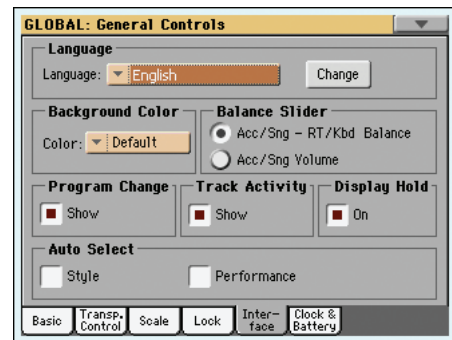 GLOBAL: General Controls
Language
Language: English Change
Background Color
Color: Default
Balance Slider
Acc/Sng - RT/Kbd Balance
Acc/Sng Volume
Program Change
Show
Track Activity
Show
Display Hold
On
Auto Select
Style Performance
Basic
Transp.
Control
Scale
Lock
Inter-
face
Clock &
Battery